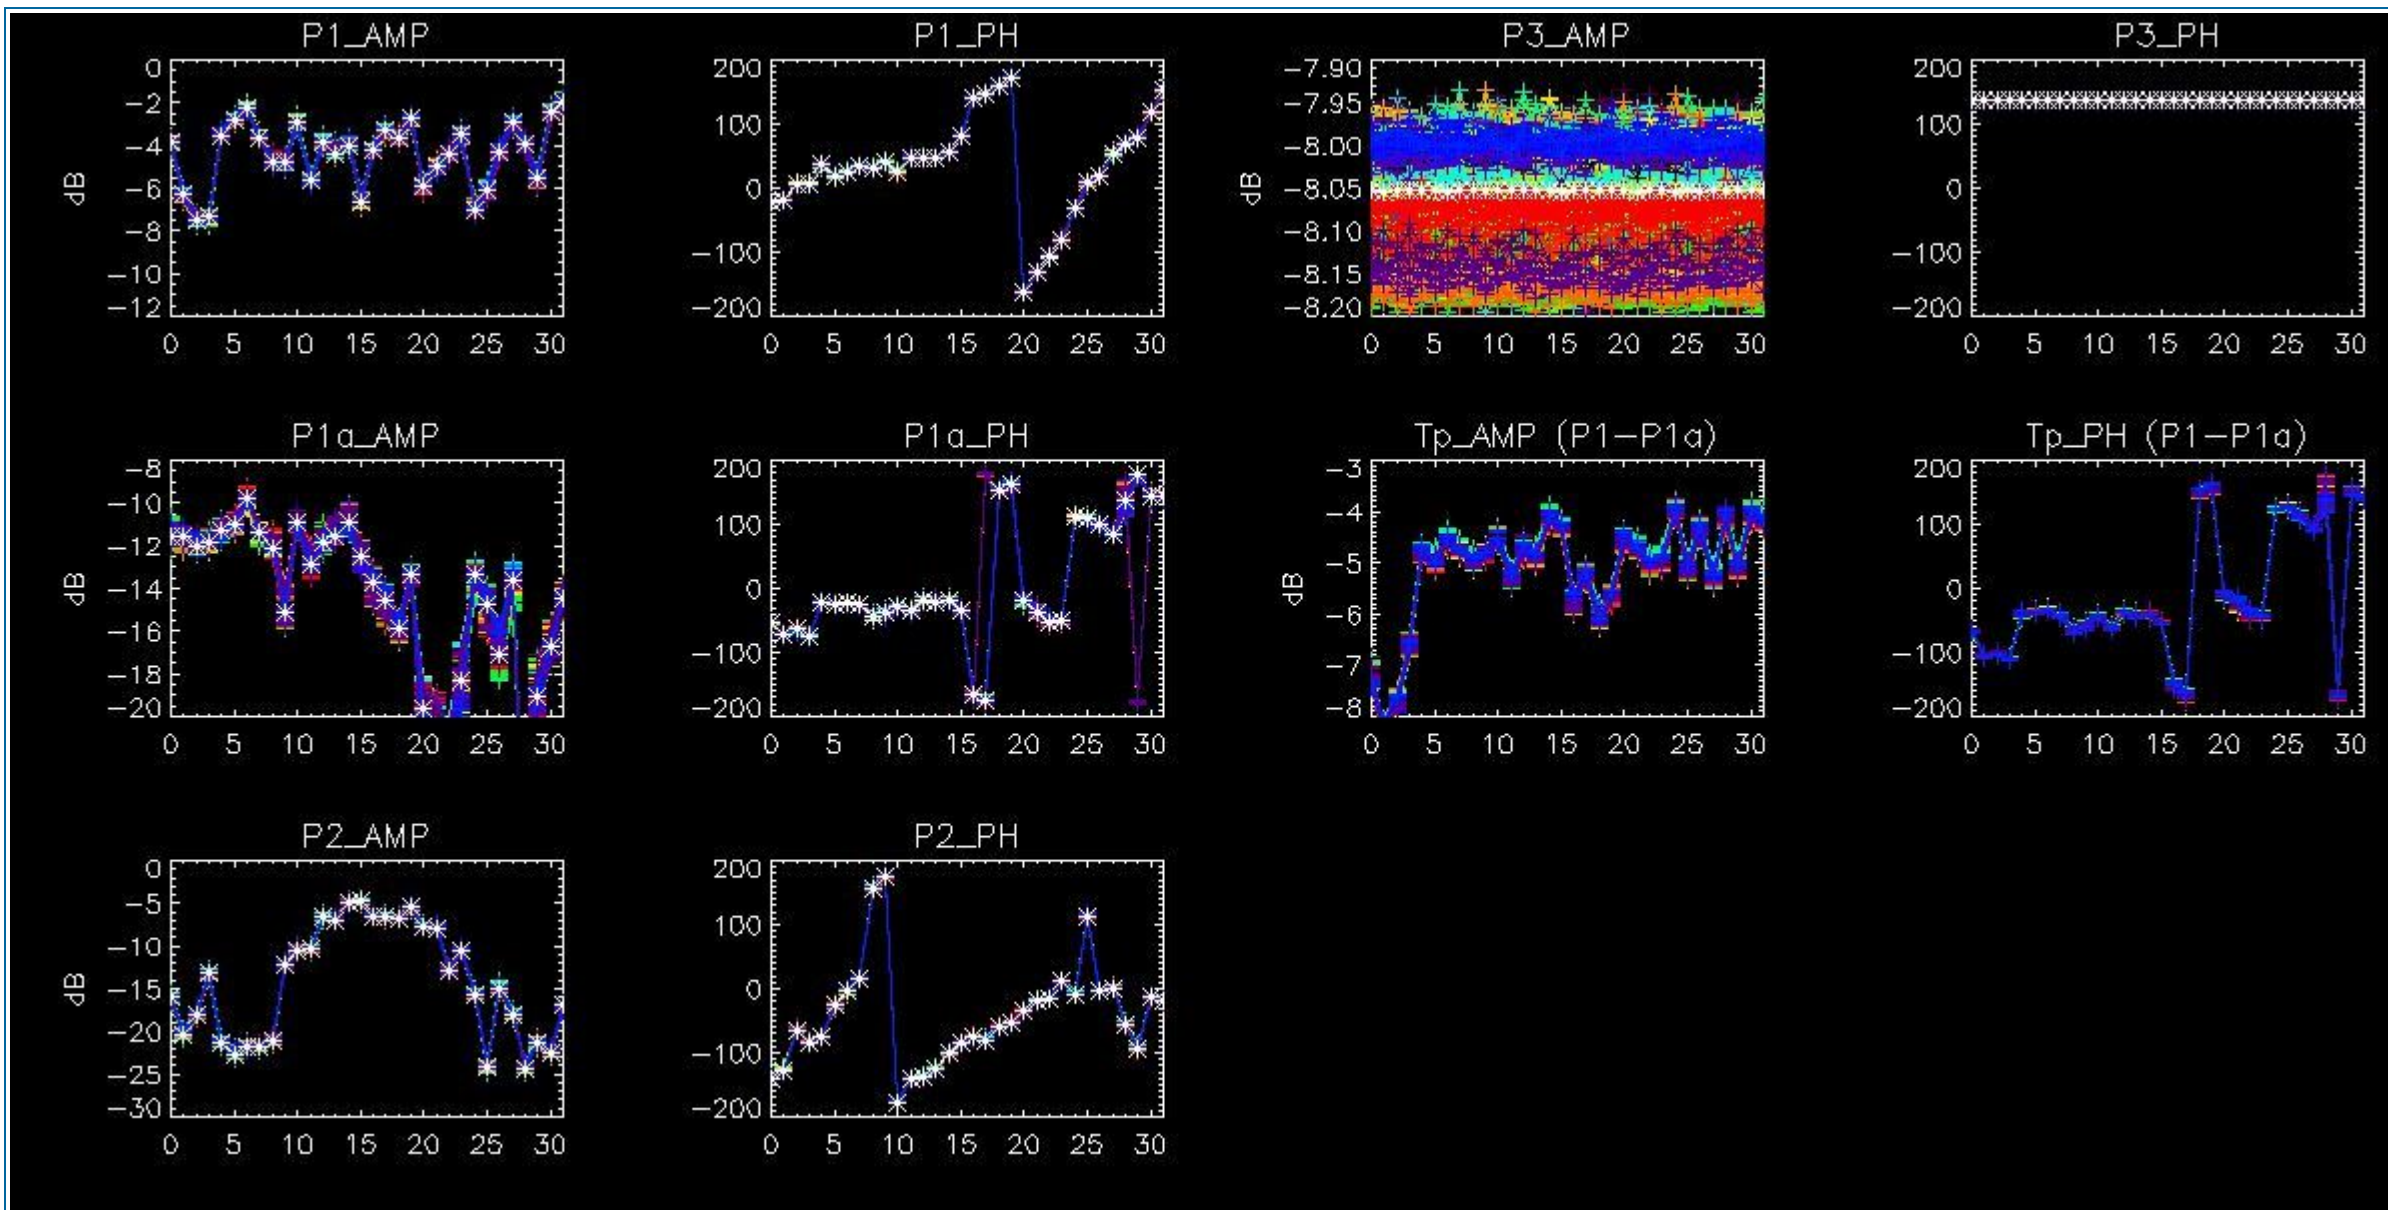 P1_AMP P1_PH P3_AMP P3_PH
0 200 −7.90 200
−2 100 −7.95 100
−4 0 −8.00 0
−6 −100 −8.05 −100
−8 −200 −8.10 −200
−10 −8.15
−12 −8.20
dB dB
0 5 10 15 20 25 30 0 5 10 15 20 25 30 0 5 10 15 20 25 30 0 5 10 15 20 25 30
P1a_AMP P1a_PH Tp_AMP (P1−P1a) Tp_PH (P1−P1a)
−8 200 −3 200
−10 100 −4 100
−12 0 −5 0
−14 −100 −6 −100
−16 −200 −7 −200
−18 −8
−20
dB dB
0 5 10 15 20 25 30 0 5 10 15 20 25 30 0 5 10 15 20 25 30 0 5 10 15 20 25 30
P2_AMP P2_PH
0 200
−5 100
−10 0
−15 −100
−20 −200
−25
−30
dB
0 5 10 15 20 25 30 0 5 10 15 20 25 30